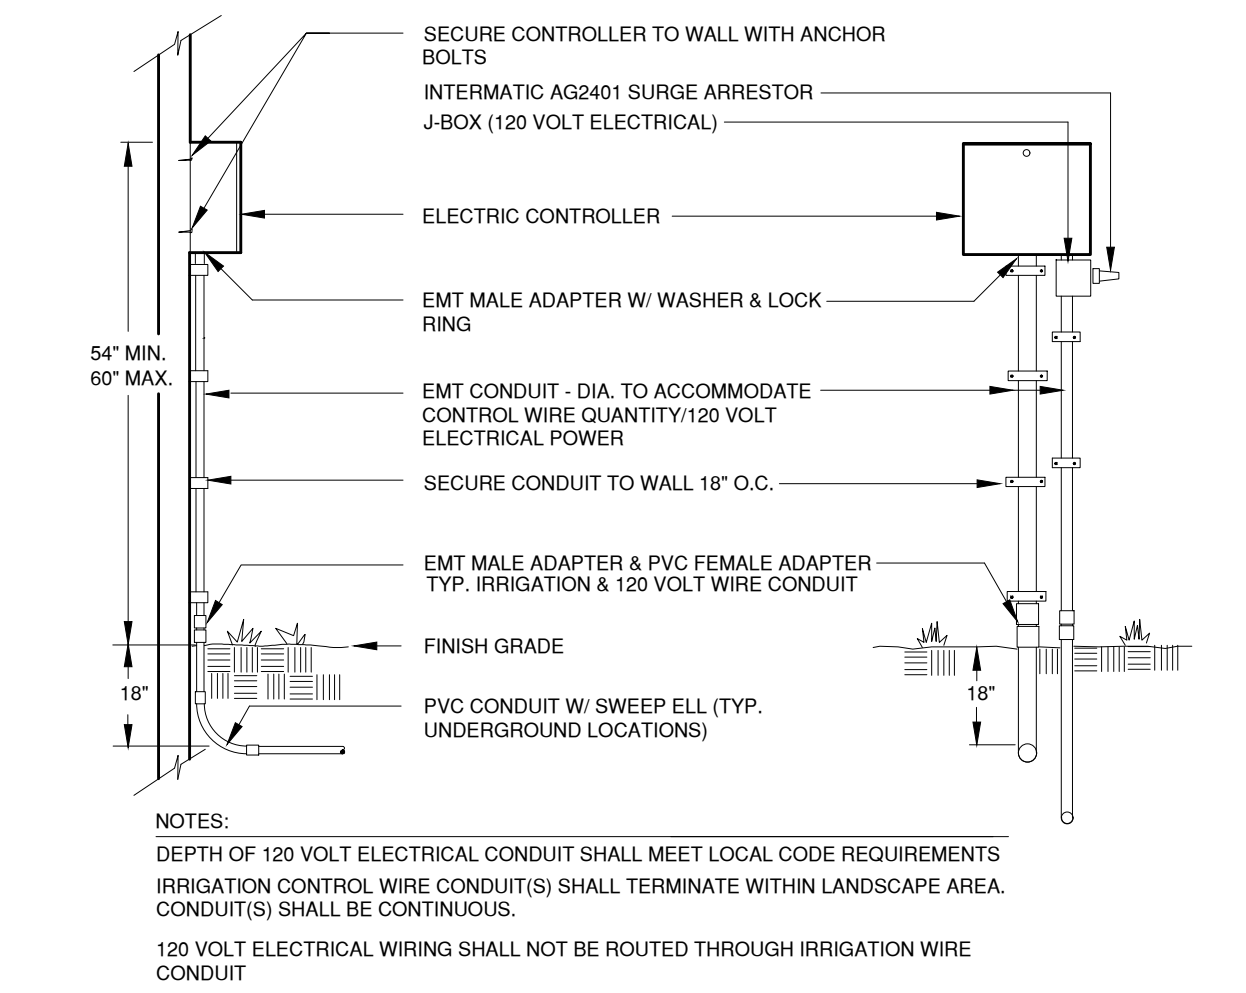 SECURE CONTROLLER TO WALL WITH ANCHOR
BOLTS
INTERMATIC AG2401 SURGE ARRESTOR
J-BOX (120 VOLT ELECTRICAL)
ELECTRIC CONTROLLER
EMT MALE ADAPTER W/ WASHER & LOCK
RING
54" MIN.
60" MAX.
EMT CONDUIT - DIA. TO ACCOMMODATE
CONTROL WIRE QUANTITY/120 VOLT
ELECTRICAL POWER
SECURE CONDUIT TO WALL 18" O.C.
EMT MALE ADAPTER & PVC FEMALE ADAPTER
TYP. IRRIGATION & 120 VOLT WIRE CONDUIT
FINISH GRADE
18"
18"
PVC CONDUIT W/ SWEEP ELL (TYP.
UNDERGROUND LOCATIONS)
NOTES:
DEPTH OF 120 VOLT ELECTRICAL CONDUIT SHALL MEET LOCAL CODE REQUIREMENTS
IRRIGATION CONTROL WIRE CONDUIT(S) SHALL TERMINATE WITHIN LANDSCAPE AREA.
CONDUIT(S) SHALL BE CONTINUOUS.
120 VOLT ELECTRICAL WIRING SHALL NOT BE ROUTED THROUGH IRRIGATION WIRE
CONDUIT